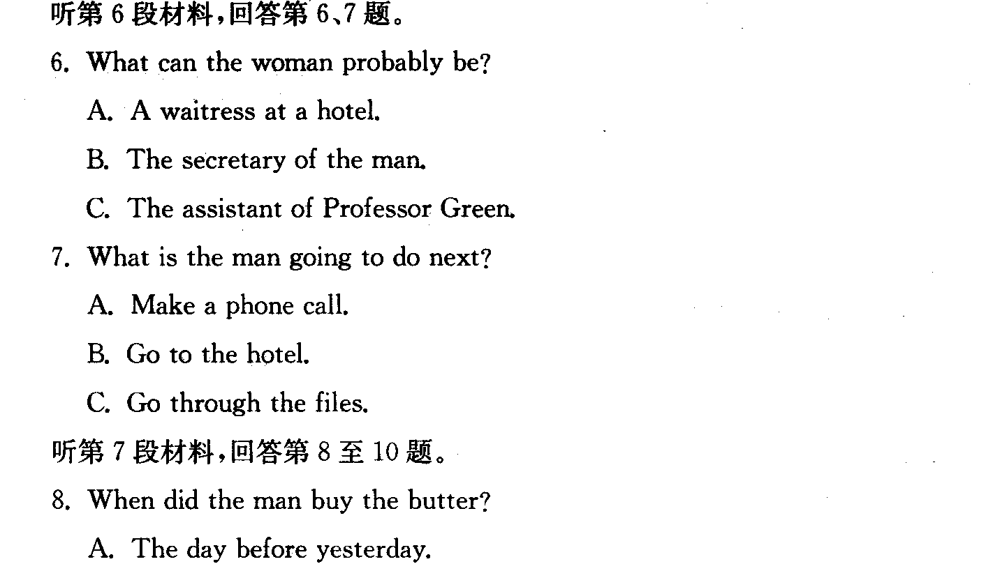 听第 6 段材料,回答第 6、7 题。
6. What can the woman probably be?
A. A waitress at a hotel.
B. The secretary of the man.
C. The assistant of Professor Green.
7. What is the man going to do next?
A. Make a phone call.
B. Go to the hotel.
C. Go through the files.
听第 7 段材料,回答第 8 至 10 题。
8. When did the man buy the butter?
A. The day before yesterday.